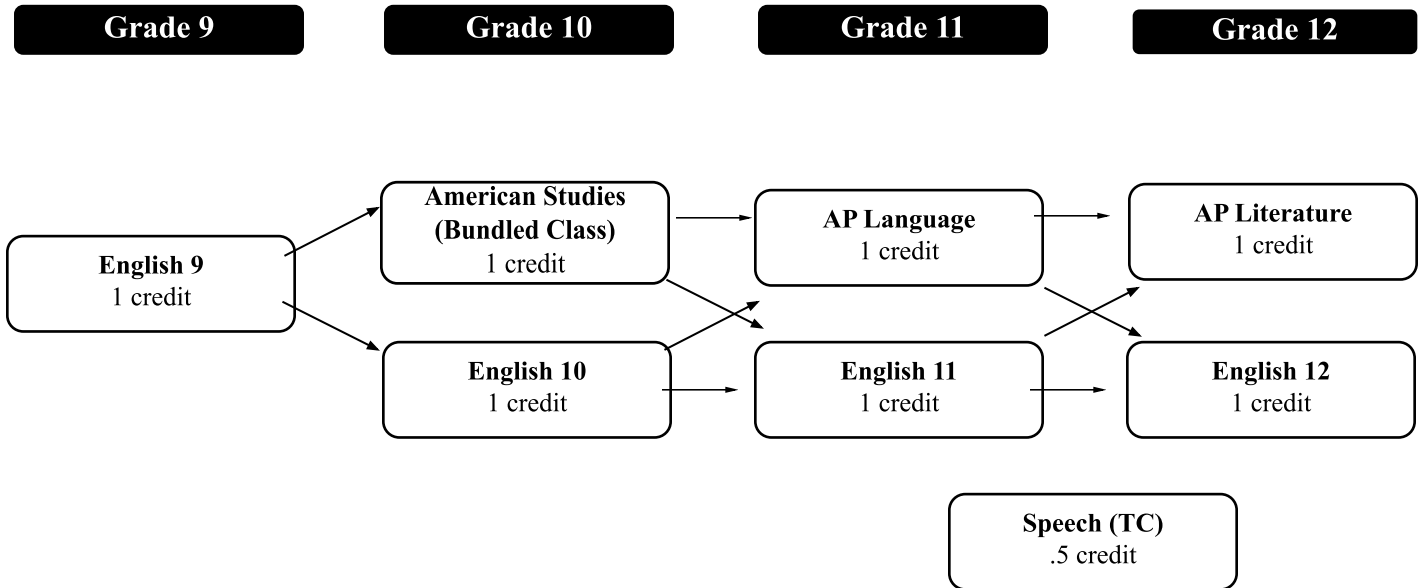 Grade 9
Grade 10
Grade 11
Grade 12
English 9
1 credit
American Studies
(Bundled Class)
1 credit
English 10
1 credit
AP Language
1 credit
English 11
1 credit
AP Literature
1 credit
English 12
1 credit
Speech (TC)
.5 credit